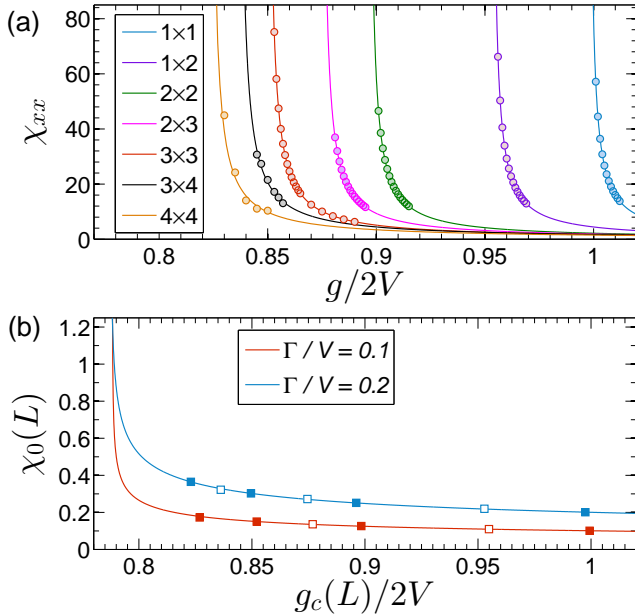 (a)
80
60
40
20
0
χxx
1×1
1×2
2×2
2×3
3×3
3×4
4×4
0.8 0.85 0.9 0.95 1
g/2V
(b)
1.2
1
0.8
0.6
0.4
0.2
0
χ0(L)
Γ / V = 0.1
Γ / V = 0.2
0.8 0.85 0.9 0.95 1
gc(L)/2V